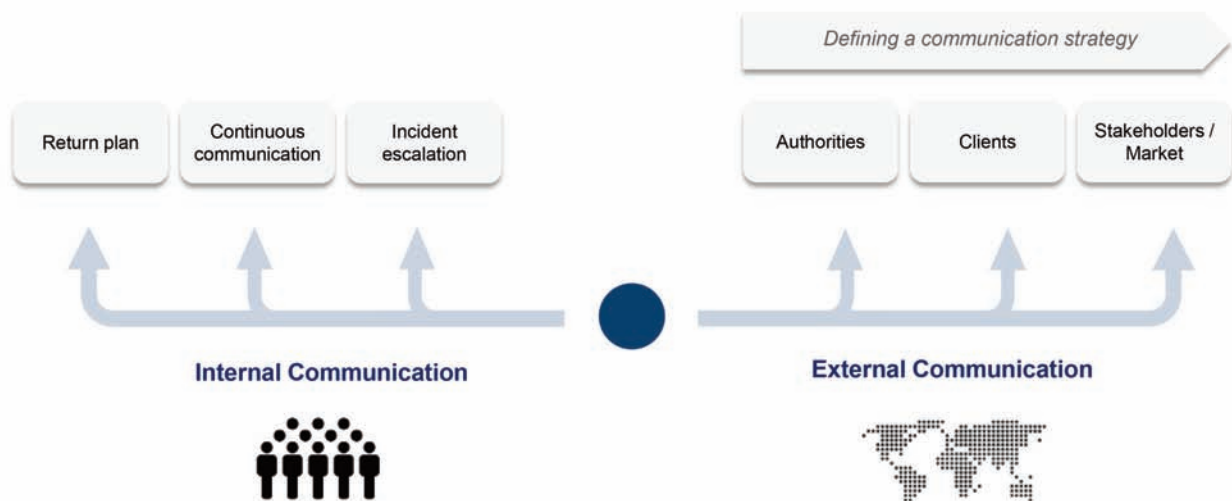 Defining a communication strategy
Return plan
Continuous
communication
Incident
escalation
Authorities
Clients
Stakeholders /
Market
Internal Communication
External Communication